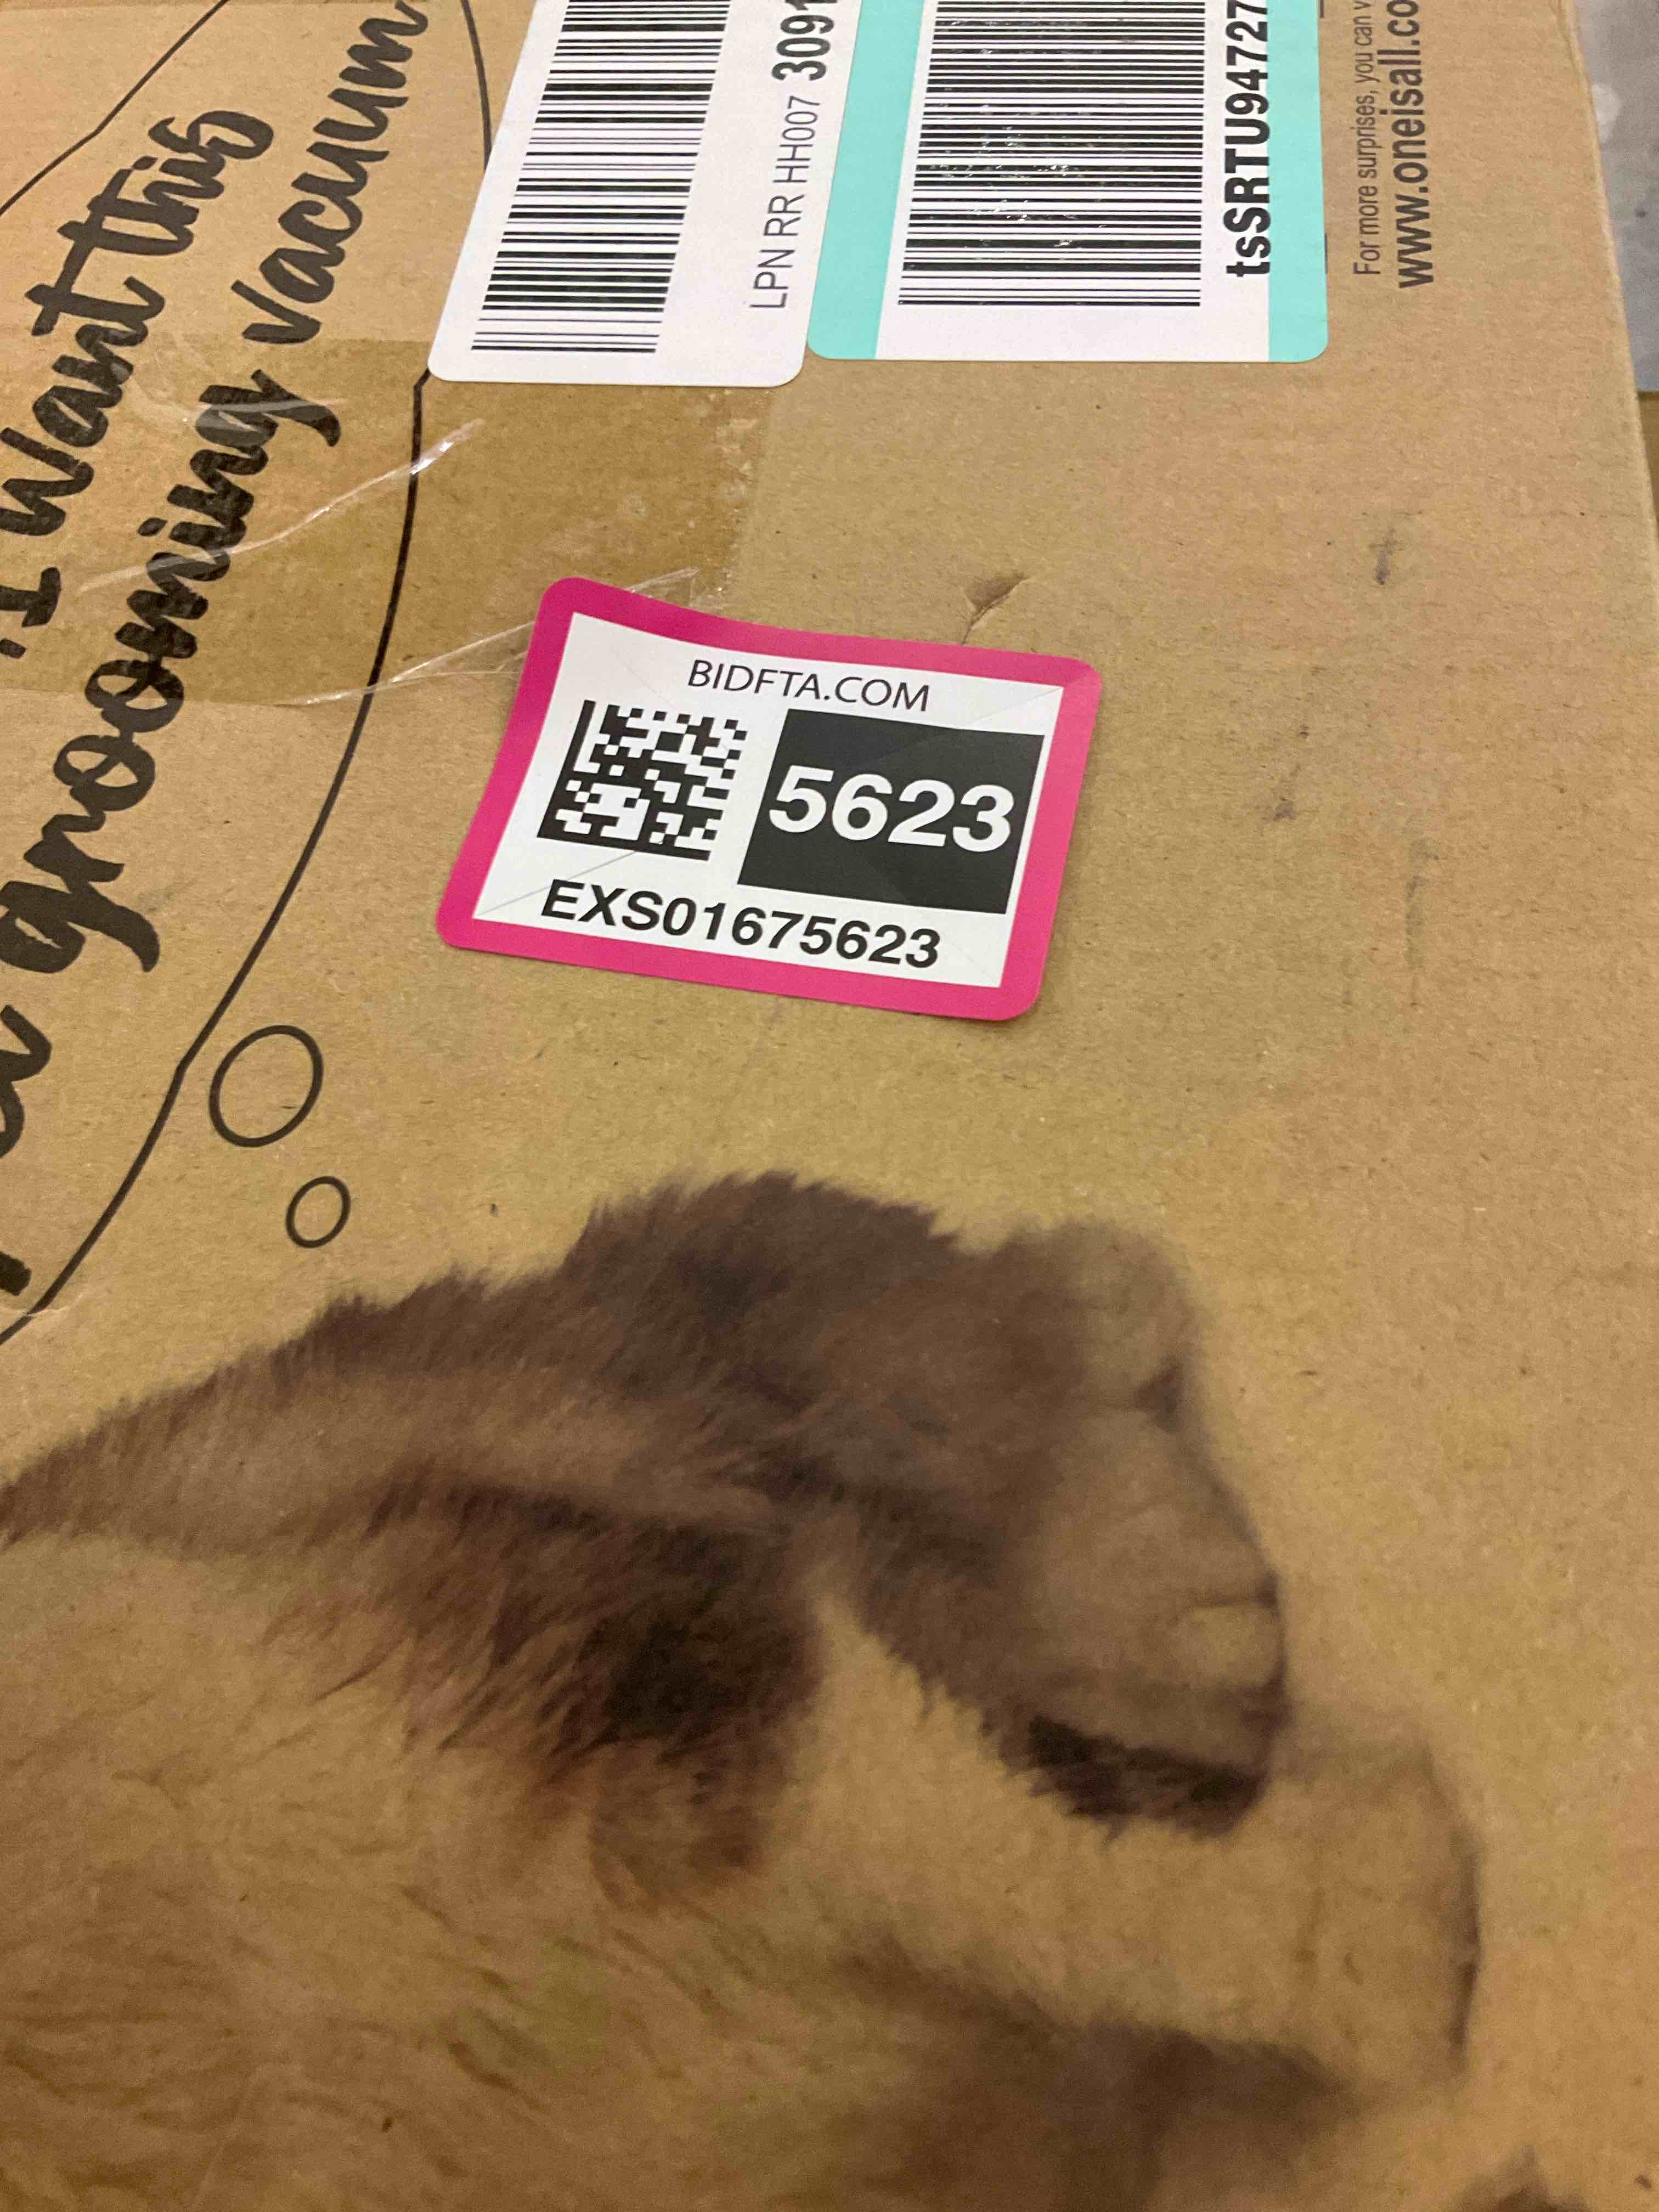 "I want this
grooming vacuum
LPN RR HH007 3091
tsSRTU94727
For more surprises, you can v
www.oneisall.co
BIDFTA.COM
5623
EXS01675623